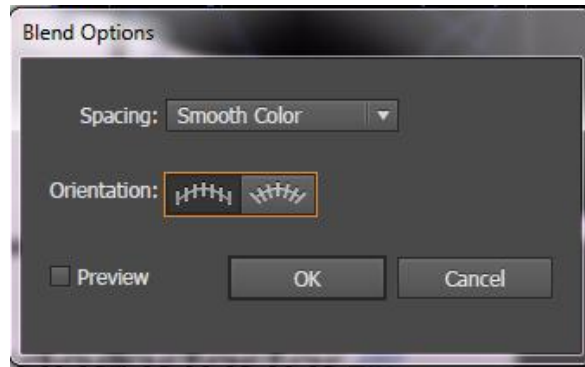 Blend Options
Spacing: Smooth Color
Orientation:
Preview OK Cancel